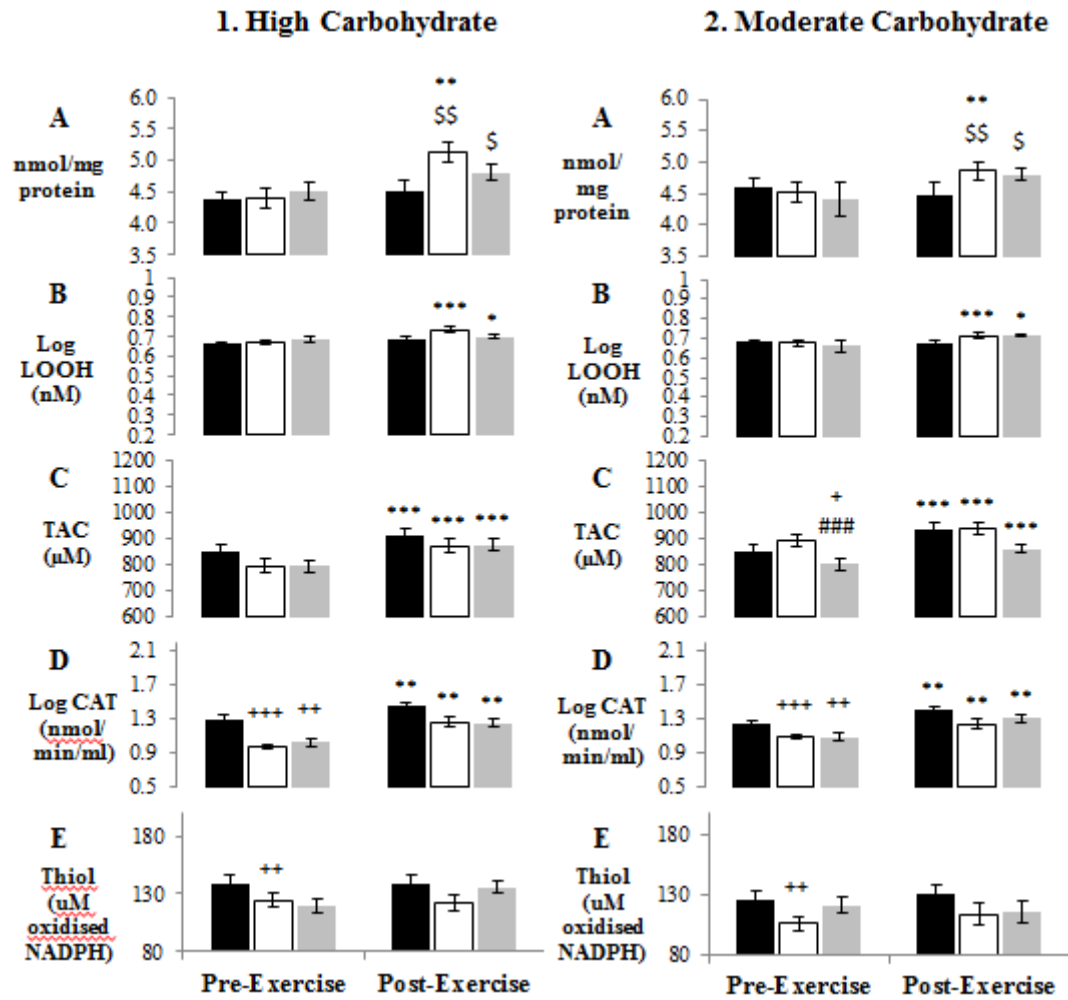 1. High Carbohydrate
2. Moderate Carbohydrate
A
nmol/mg
protein
6.0
5.5
5.0
4.5
4.0
3.5
**
$$
$
A
nmol/
mg
protein
6.0
5.5
5.0
4.5
4.0
3.5
**
$$
$
B
Log
LOOH
(nM)
1
0.9
0.8
0.7
0.6
0.5
0.4
0.3
0.2
***
*
B
Log
LOOH
(nM)
1
0.9
0.8
0.7
0.6
0.5
0.4
0.3
0.2
***
*
C
TAC
(µM)
1200
1100
1000
900
800
700
600
***
***
***
C
TAC
(µM)
1200
1100
1000
900
800
700
600
+
###
***
***
***
D
Log CAT
(nmol/
min/ml)
2.1
1.7
1.3
0.9
0.5
+++
++
**
**
**
D
Log CAT
(nmol/
min/ml)
2.1
1.7
1.3
0.9
0.5
+++
++
**
**
**
E
Thiol
(uM
oxidised
NADPH)
180
130
80
++
Pre-Exercise
Post-Exercise
E
Thiol
(uM
oxidised
NADPH)
180
130
80
++
Pre-Exercise
Post-Exercise